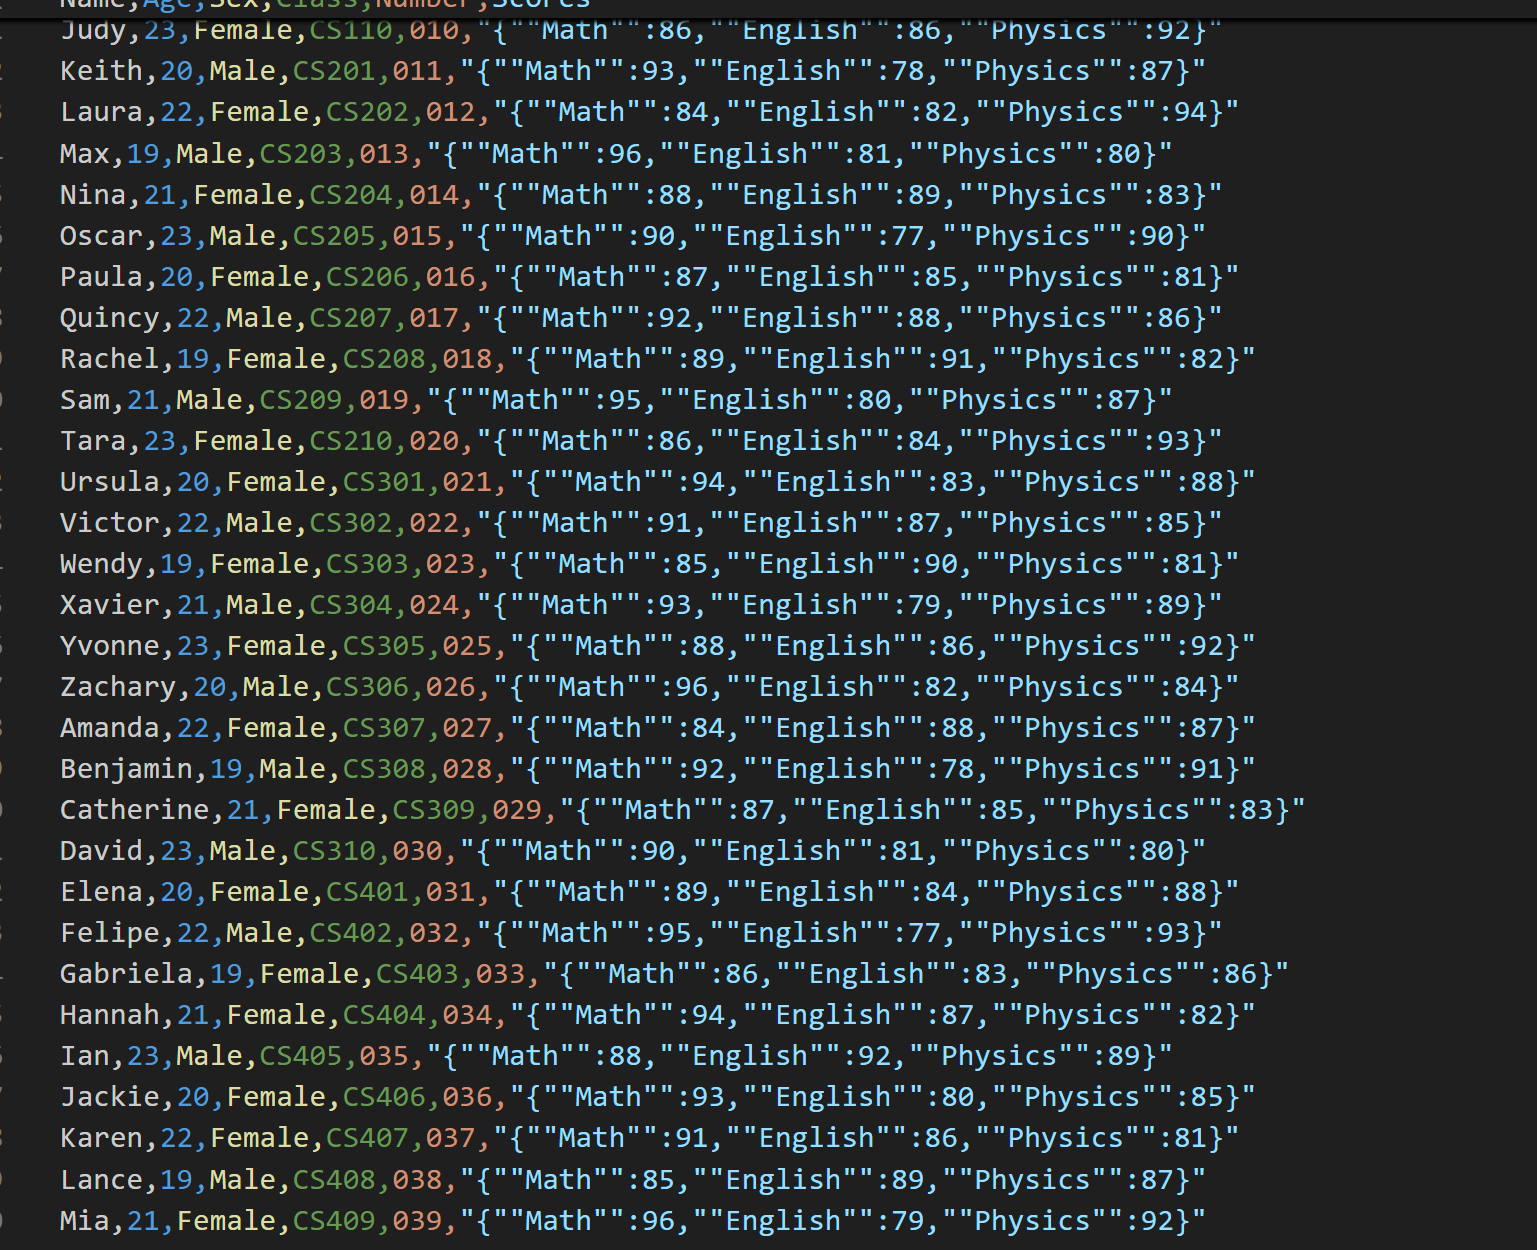 Name,Age,Sex,Class,Number,Scores
Judy,23,Female,CS110,010,"{""Math"":86,""English"":86,""Physics"":92}"
Keith,20,Male,CS201,011,"{""Math"":93,""English"":78,""Physics"":87}"
Laura,22,Female,CS202,012,"{""Math"":84,""English"":82,""Physics"":94}"
Max,19,Male,CS203,013,"{""Math"":96,""English"":81,""Physics"":80}"
Nina,21,Female,CS204,014,"{""Math"":88,""English"":89,""Physics"":83}"
Oscar,23,Male,CS205,015,"{""Math"":90,""English"":77,""Physics"":90}"
Paula,20,Female,CS206,016,"{""Math"":87,""English"":85,""Physics"":81}"
Quincy,22,Male,CS207,017,"{""Math"":92,""English"":88,""Physics"":86}"
Rachel,19,Female,CS208,018,"{""Math"":89,""English"":91,""Physics"":82}"
Sam,21,Male,CS209,019,"{""Math"":95,""English"":80,""Physics"":87}"
Tara,23,Female,CS210,020,"{""Math"":86,""English"":84,""Physics"":93}"
Ursula,20,Female,CS301,021,"{""Math"":94,""English"":83,""Physics"":88}"
Victor,22,Male,CS302,022,"{""Math"":91,""English"":87,""Physics"":85}"
Wendy,19,Female,CS303,023,"{""Math"":85,""English"":90,""Physics"":81}"
Xavier,21,Male,CS304,024,"{""Math"":93,""English"":79,""Physics"":89}"
Yvonne,23,Female,CS305,025,"{""Math"":88,""English"":86,""Physics"":92}"
Zachary,20,Male,CS306,026,"{""Math"":96,""English"":82,""Physics"":84}"
Amanda,22,Female,CS307,027,"{""Math"":84,""English"":88,""Physics"":87}"
Benjamin,19,Male,CS308,028,"{""Math"":92,""English"":78,""Physics"":91}"
Catherine,21,Female,CS309,029,"{""Math"":87,""English"":85,""Physics"":83}"
David,23,Male,CS310,030,"{""Math"":90,""English"":81,""Physics"":80}"
Elena,20,Female,CS401,031,"{""Math"":89,""English"":84,""Physics"":88}"
Felipe,22,Male,CS402,032,"{""Math"":95,""English"":77,""Physics"":93}"
Gabriela,19,Female,CS403,033,"{""Math"":86,""English"":83,""Physics"":86}"
Hannah,21,Female,CS404,034,"{""Math"":94,""English"":87,""Physics"":82}"
Ian,23,Male,CS405,035,"{""Math"":88,""English"":92,""Physics"":89}"
Jackie,20,Female,CS406,036,"{""Math"":93,""English"":80,""Physics"":85}"
Karen,22,Female,CS407,037,"{""Math"":91,""English"":86,""Physics"":81}"
Lance,19,Male,CS408,038,"{""Math"":85,""English"":89,""Physics"":87}"
Mia,21,Female,CS409,039,"{""Math"":96,""English"":79,""Physics"":92}"